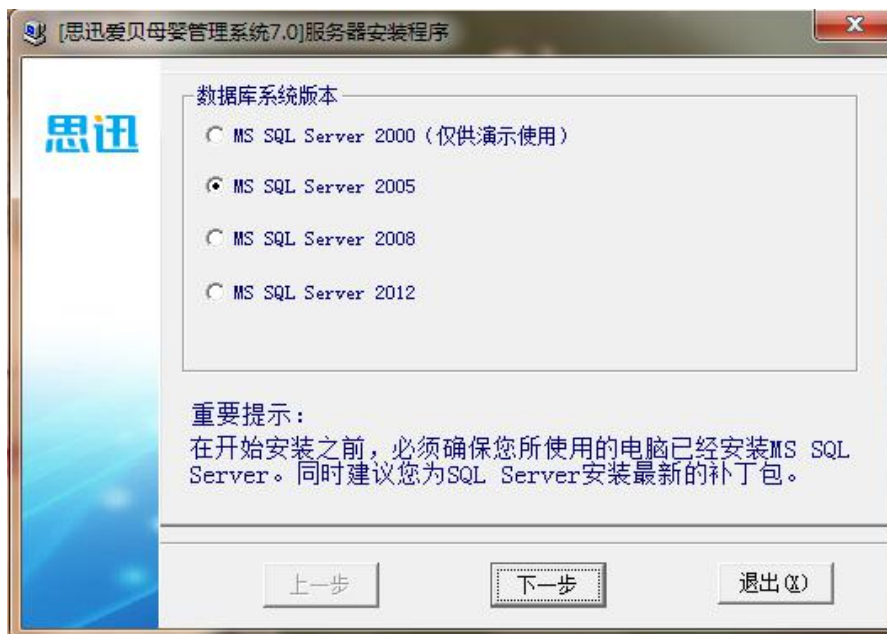 [思迅爱贝母婴管理系统7.0]服务器安装程序
思迅
数据库系统版本
MS SQL Server 2000（仅供演示使用）
MS SQL Server 2005
MS SQL Server 2008
MS SQL Server 2012
重要提示：
在开始安装之前，必须确保您所使用的电脑已经安装MS SQL
Server。同时建议您为SQL Server安装最新的补丁包。
上一步
下一步
退出(X)